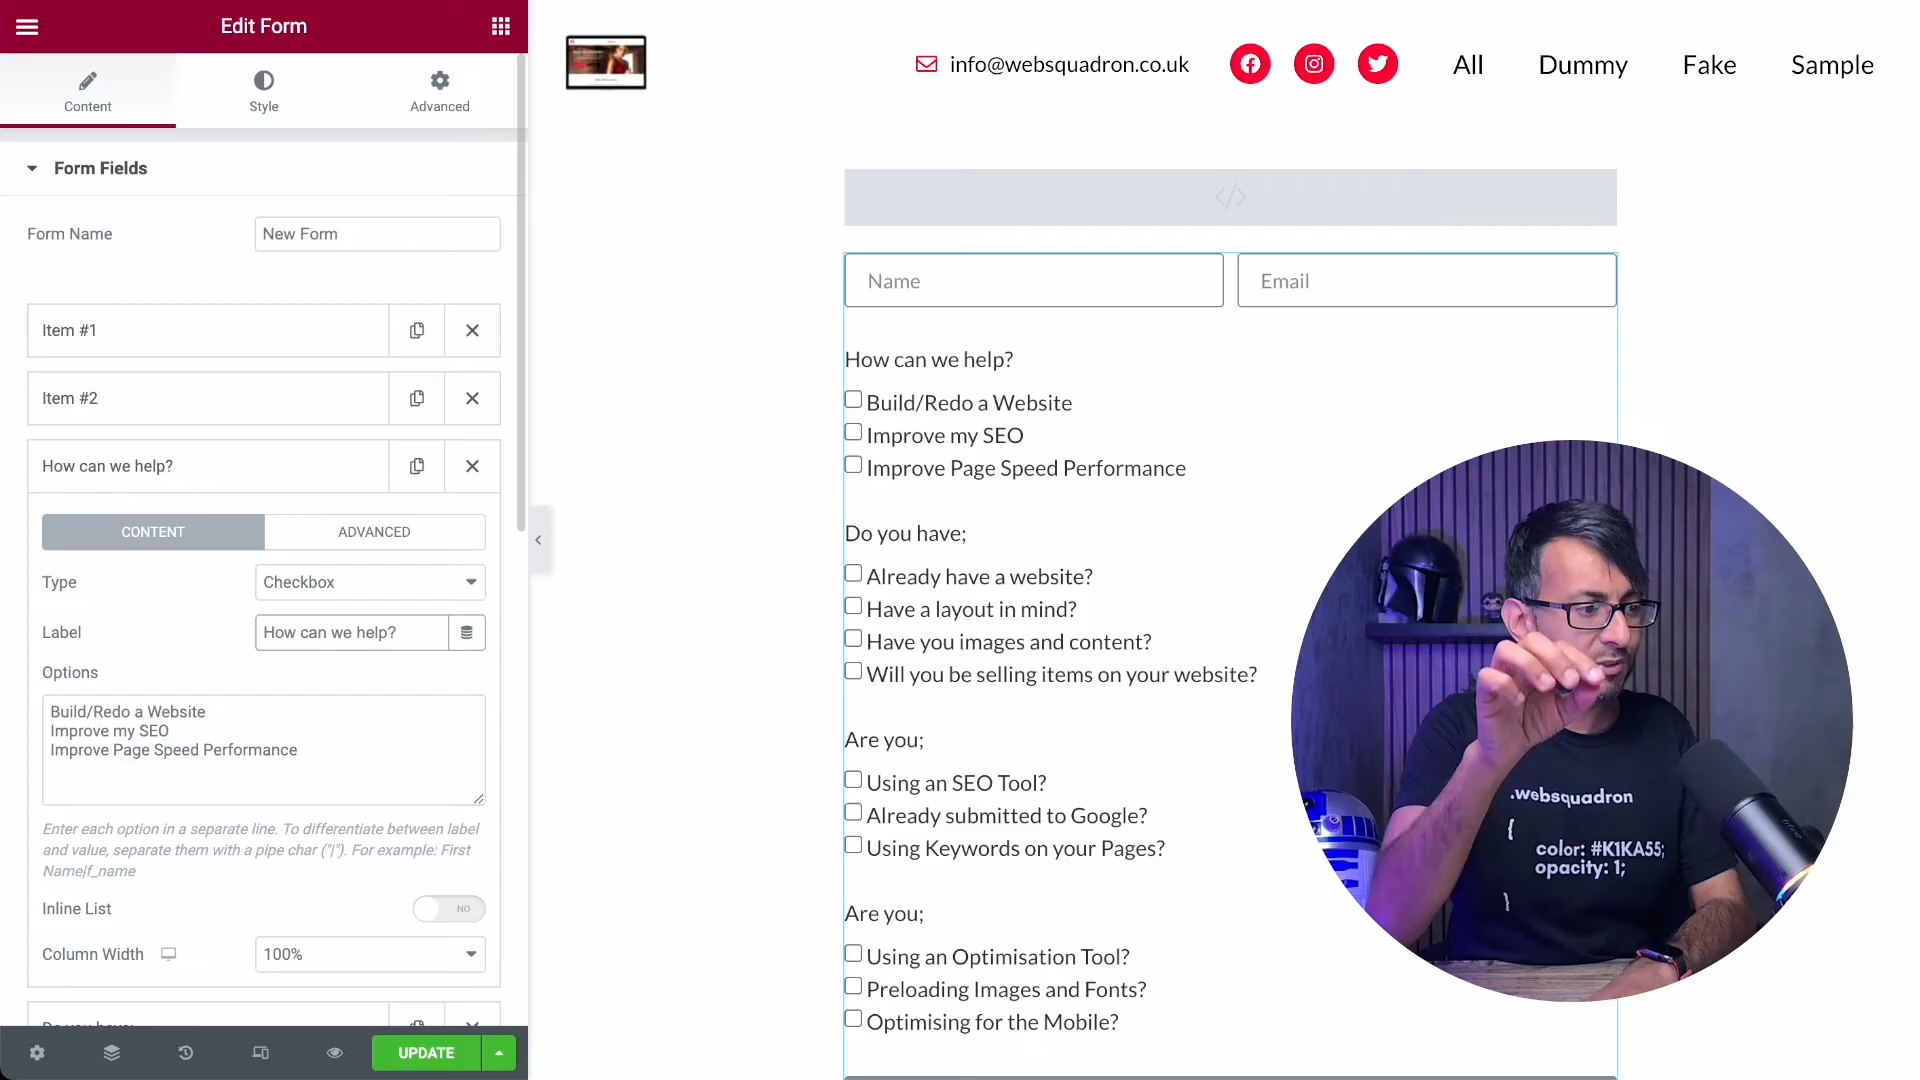 Edit Form
Content
Style
Advanced
Form Fields
Form Name
New Form
Item #1
Item #2
How can we help?
CONTENT
ADVANCED
Type
Checkbox
Label
How can we help?
Options
Build/Redo a Website
Improve my SEO
Improve Page Speed Performance
Enter each option in a separate line. To differentiate between label
and value, separate them with a pipe char ("|"). For example: First
Name|f_name
Inline List
NO
Column Width
100%
UPDATE
info@websquadron.co.uk
All
Dummy
Fake
Sample
Name
Email
How can we help?
Build/Redo a Website
Improve my SEO
Improve Page Speed Performance
Do you have;
Already have a website?
Have a layout in mind?
Have you images and content?
Will you be selling items on your website?
Are you;
Using an SEO Tool?
Already submitted to Google?
Using Keywords on your Pages?
Are you;
Using an Optimisation Tool?
Preloading Images and Fonts?
Optimising for the Mobile?
.websquadron
{
color: #K1KA55;
opacity: 1;
}